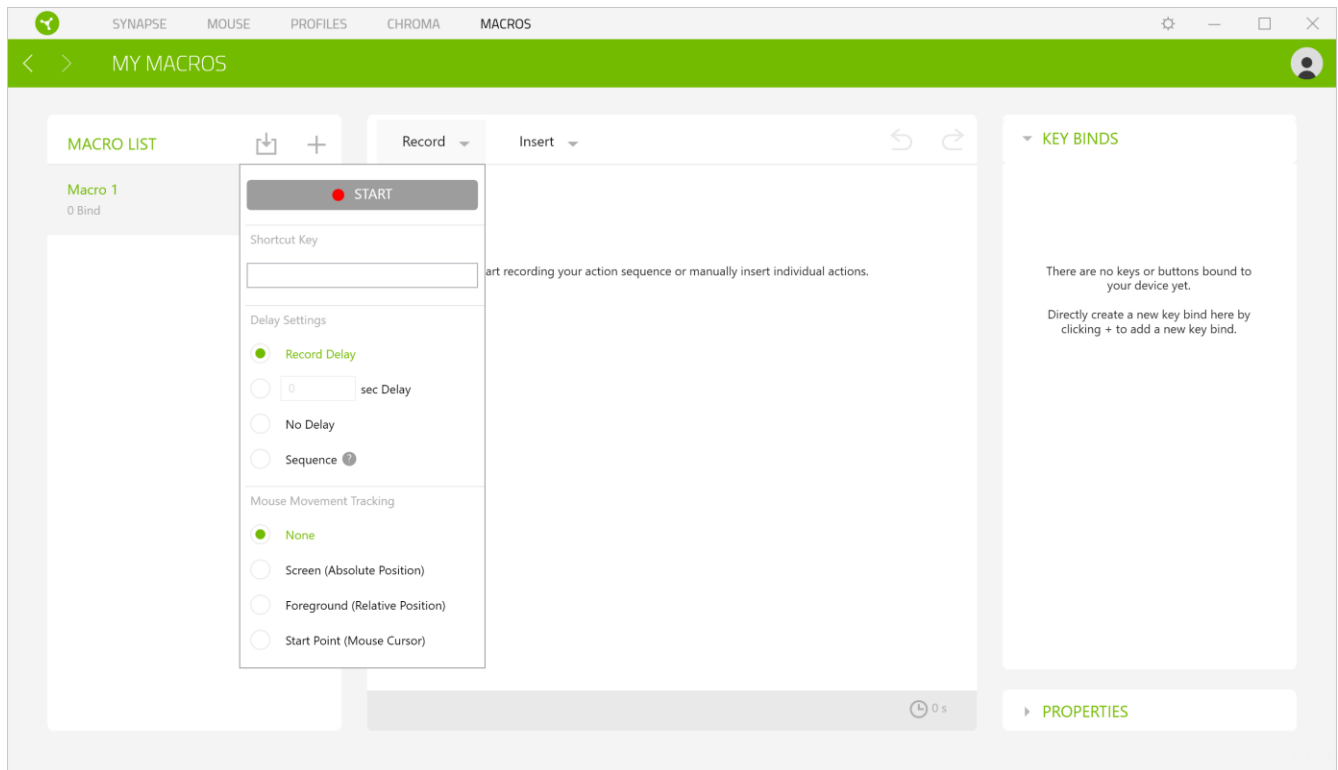 SYNAPSE MOUSE PROFILES CHROMA MACROS
MY MACROS
MACRO LIST
Macro 1
0 Bind
Record Insert
START
Shortcut Key
art recording your action sequence or manually insert individual actions.
Delay Settings
Record Delay
0 sec Delay
No Delay
Sequence ?
Mouse Movement Tracking
None
Screen (Absolute Position)
Foreground (Relative Position)
Start Point (Mouse Cursor)
0 s
KEY BINDS
There are no keys or buttons bound to
your device yet.
Directly create a new key bind here by
clicking + to add a new key bind.
PROPERTIES